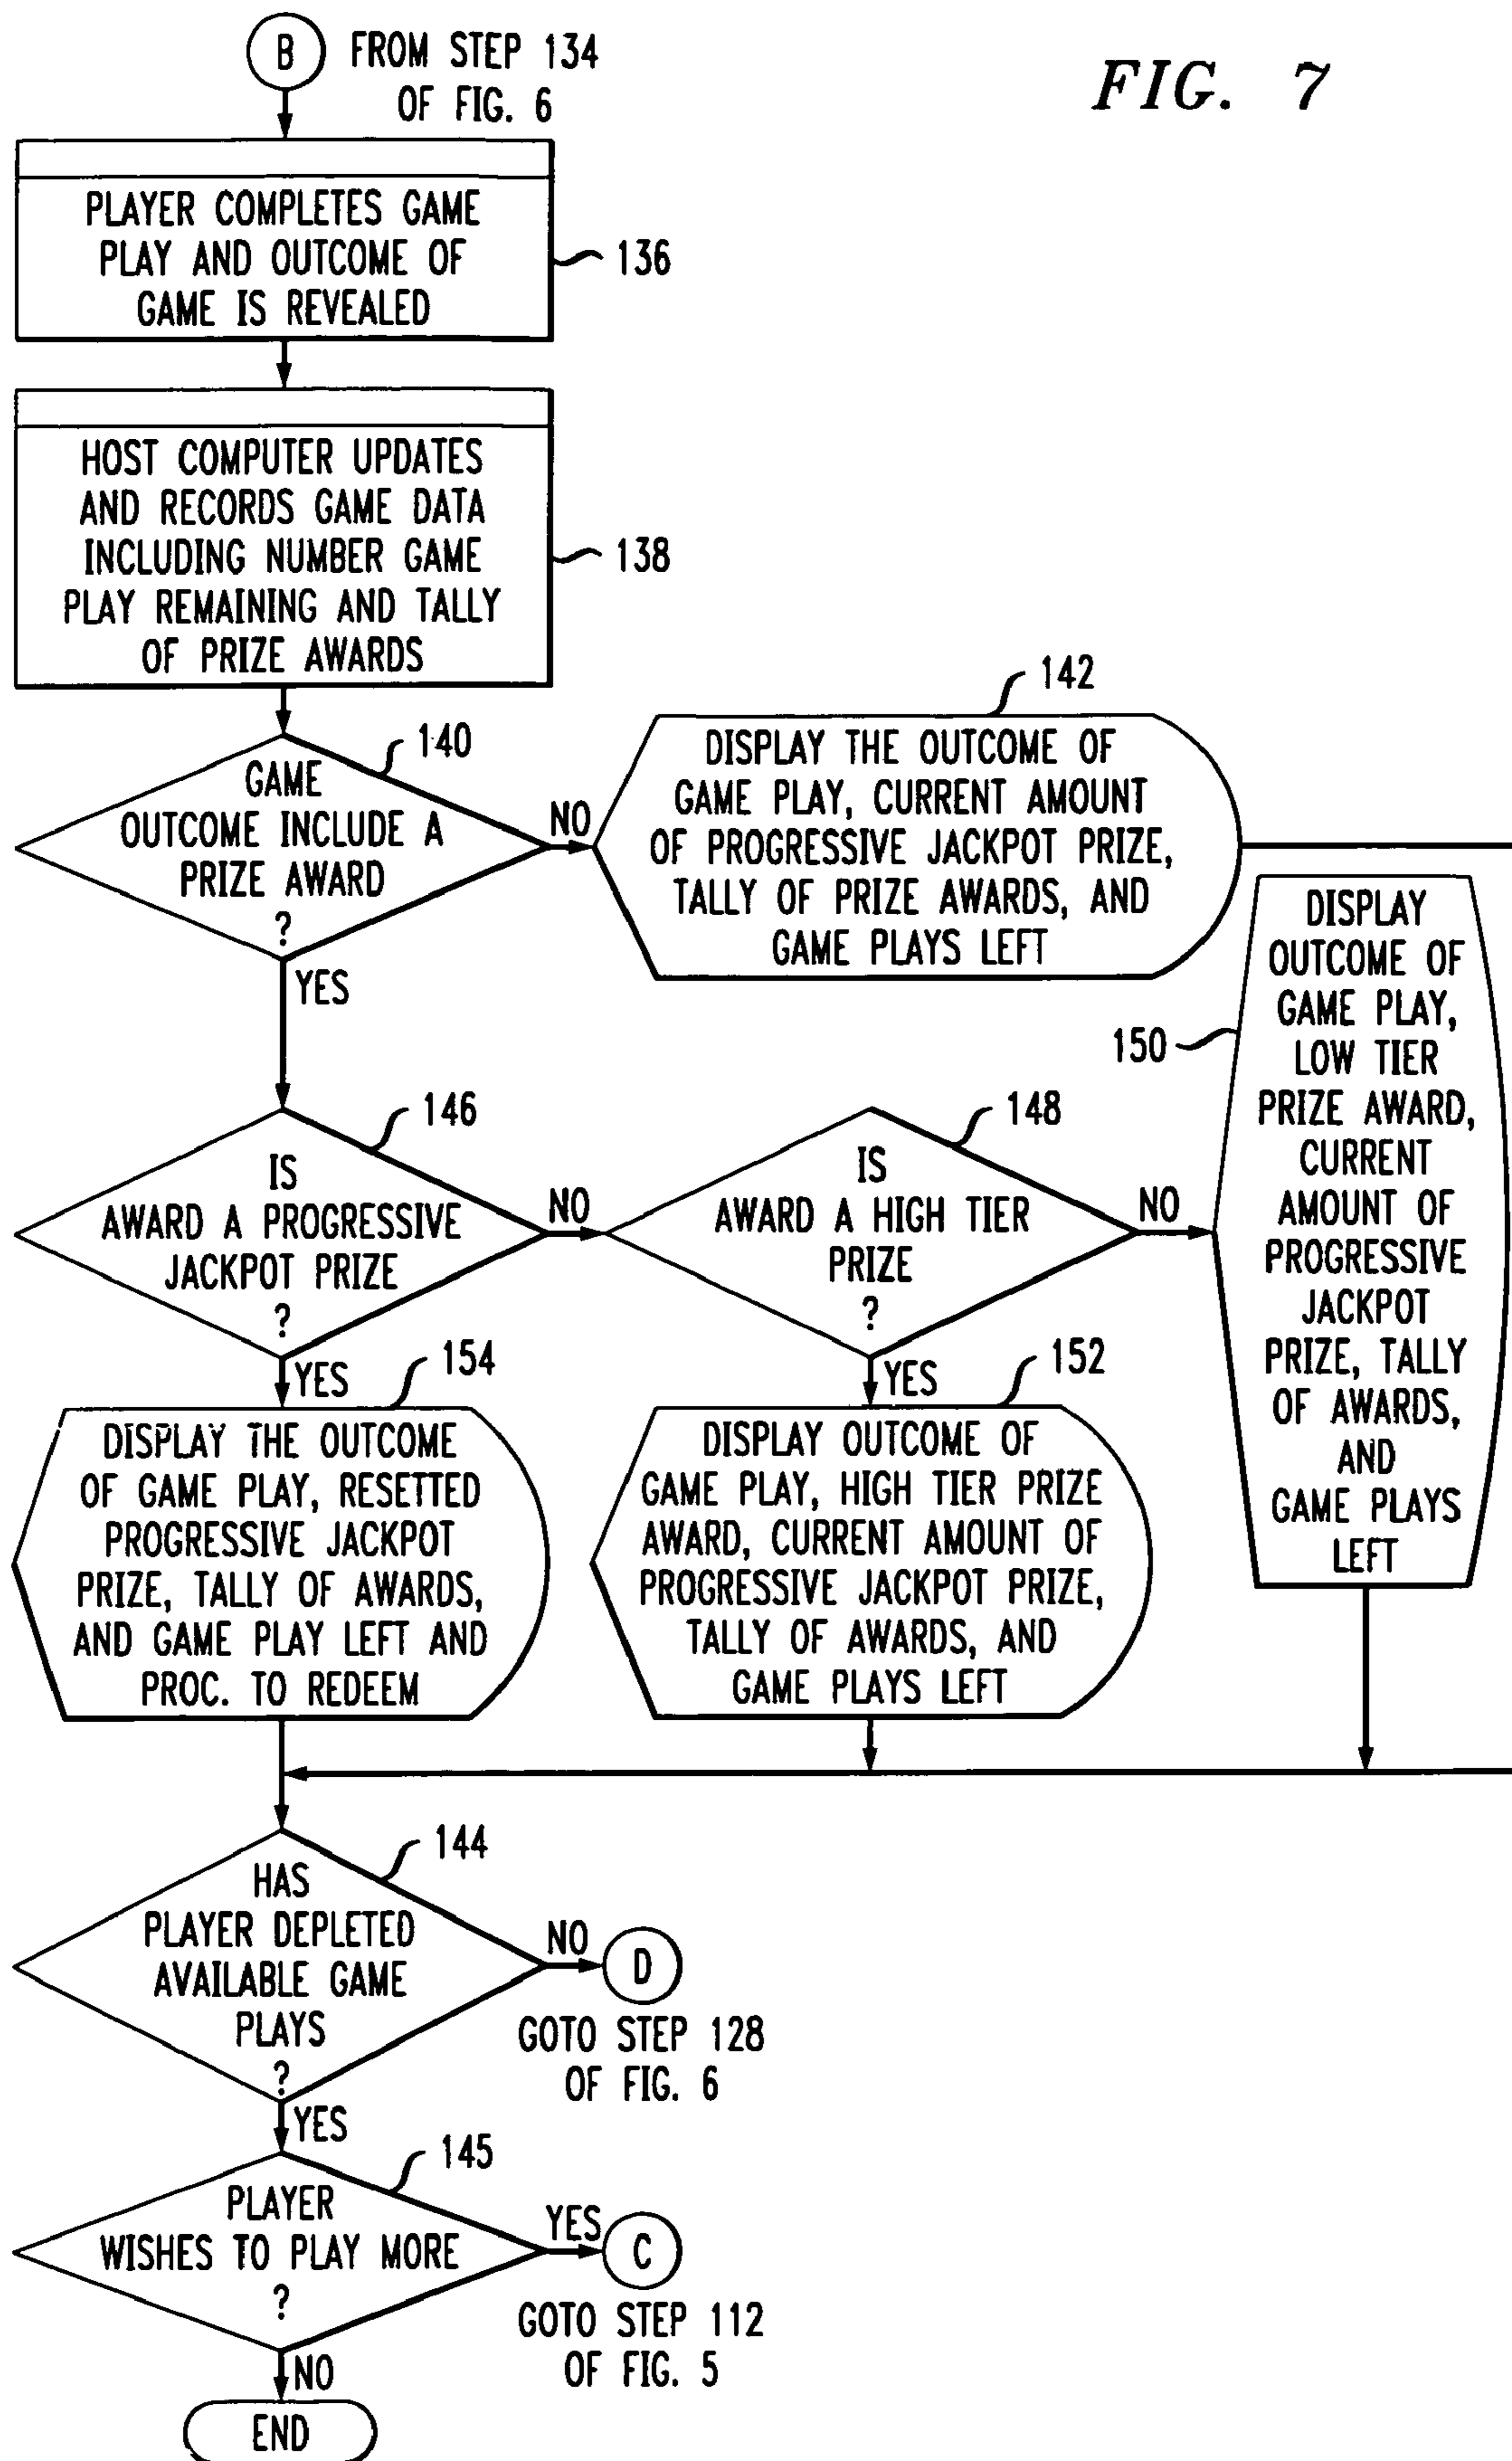 B
FROM STEP 134
OF FIG. 6
FIG. 7
PLAYER COMPLETES GAME
PLAY AND OUTCOME OF
GAME IS REVEALED
136
HOST COMPUTER UPDATES
AND RECORDS GAME DATA
INCLUDING NUMBER GAME
PLAY REMAINING AND TALLY
OF PRIZE AWARDS
138
140
GAME
OUTCOME INCLUDE A
PRIZE AWARD
?
NO
YES
142
DISPLAY THE OUTCOME OF
GAME PLAY, CURRENT AMOUNT
OF PROGRESSIVE JACKPOT PRIZE,
TALLY OF PRIZE AWARDS, AND
GAME PLAYS LEFT
146
IS
AWARD A PROGRESSIVE
JACKPOT PRIZE
?
NO
YES
148
IS
AWARD A HIGH TIER
PRIZE
?
NO
YES
150
DISPLAY
OUTCOME OF
GAME PLAY,
LOW TIER
PRIZE AWARD,
CURRENT
AMOUNT OF
PROGRESSIVE
JACKPOT
PRIZE, TALLY
OF AWARDS,
AND
GAME PLAYS
LEFT
154
DISPLAY THE OUTCOME
OF GAME PLAY, RESETTED
PROGRESSIVE JACKPOT
PRIZE, TALLY OF AWARDS,
AND GAME PLAY LEFT AND
PROC. TO REDEEM
152
DISPLAY OUTCOME OF
GAME PLAY, HIGH TIER PRIZE
AWARD, CURRENT AMOUNT OF
PROGRESSIVE JACKPOT PRIZE,
TALLY OF AWARDS, AND
GAME PLAYS LEFT
144
HAS
PLAYER DEPLETED
AVAILABLE GAME
PLAYS
?
NO
D
GOTO STEP 128
OF FIG. 6
YES
145
PLAYER
WISHES TO PLAY MORE
?
YES
C
GOTO STEP 112
OF FIG. 5
NO
END